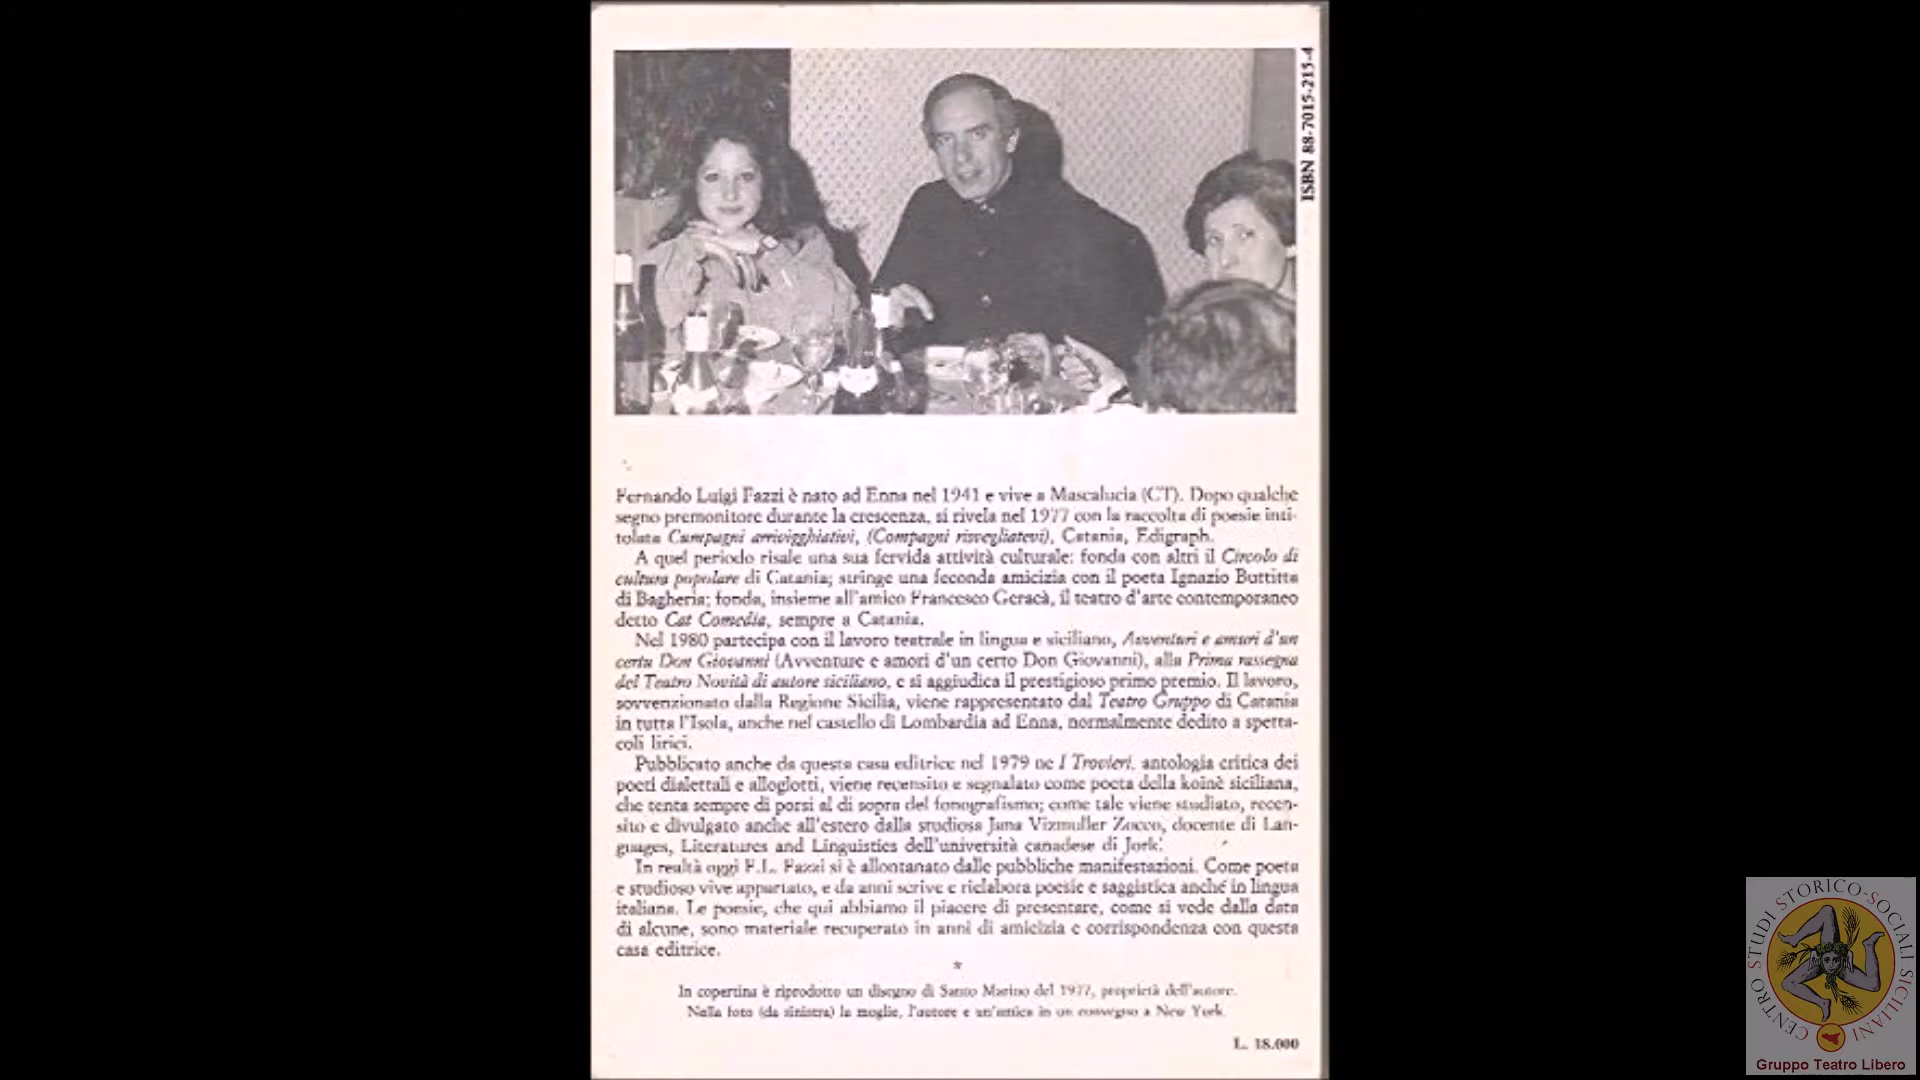 ISBN 88-7015-215-4
Fernando Luigi Fazzi è nato ad Enna nel 1941 e vive a Mascalucia (CT). Dopo qualche
segno premonitore durante la crescenza, si rivela nel 1977 con la raccolta di poesie inti-
tolata Cumpagni arrivigghiativi, (Compagni risvegliatevi), Catania, Edigraph.
A quel periodo risale una sua fervida attività culturale: fonda con altri il Circolo di
cultura popolare di Catania; stringe una feconda amicizia con il poeta Ignazio Buttitta
di Bagheria; fonda, insieme all'amico Francesco Geracà, il teatro d'arte contemporaneo
detto Cat Comedia, sempre a Catania.
Nel 1980 partecipa con il lavoro teatrale in lingua e siciliano, Avventuri e amuri d'un
certu Don Giovanni (Avventure e amori d'un certo Don Giovanni), alla Prima rassegna
del Teatro Novità di autore siciliano, e si aggiudica il prestigioso primo premio. Il lavoro,
sovvenzionato dalla Regione Sicilia, viene rappresentato dal Teatro Gruppo di Catania
in tutta l'Isola, anche nel castello di Lombardia ad Enna, normalmente dedito a spetta-
coli lirici.
Pubblicato anche da questa casa editrice nel 1979 ne I Trovieri, antologia critica dei
poeti dialettali e alloglotti, viene recensito e segnalato come poeta della koinè siciliana,
che tenta sempre di porsi al di sopra del fonografismo; come tale viene studiato, recen-
sito e divulgato anche all'estero dalla studiosa Jana Vizmuller Zocco, docente di Lan-
guages, Literatures and Linguistics dell'università canadese di Jork.
In realtà oggi F.L. Fazzi si è allontanato dalle pubbliche manifestazioni. Come poeta
e studioso vive appartato, e da anni scrive e rielabora poesie e saggistica anche in lingua
italiana. Le poesie, che qui abbiamo il piacere di presentare, come si vede dalla data
di alcune, sono materiale recuperato in anni di amicizia e corrispondenza con questa
casa editrice.
*
In copertina è riprodotto un disegno di Santo Marino del 1977, proprietà dell'autore.
Nella foto (da sinistra) la moglie, l'autore e un'amica in un convegno a New York.
L. 18.000
CENTRO STUDI STORICO-SOCIALI SICILIANI
Gruppo Teatro Libero